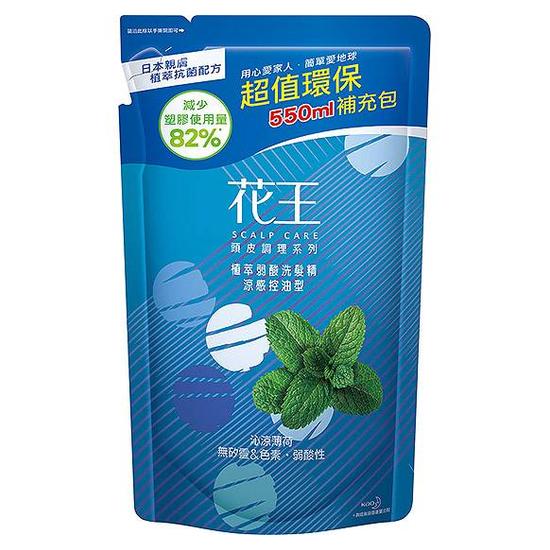 日本親膚
植萃抗菌配方
減少
塑膠使用量
82%*
用心愛家人．簡單愛地球
超值環保
550ml補充包
花王
SCALP CARE
頭皮調理系列
植萃弱酸洗髮精
涼感控油型
沁涼薄荷
無矽靈&色素．弱酸性
Kao